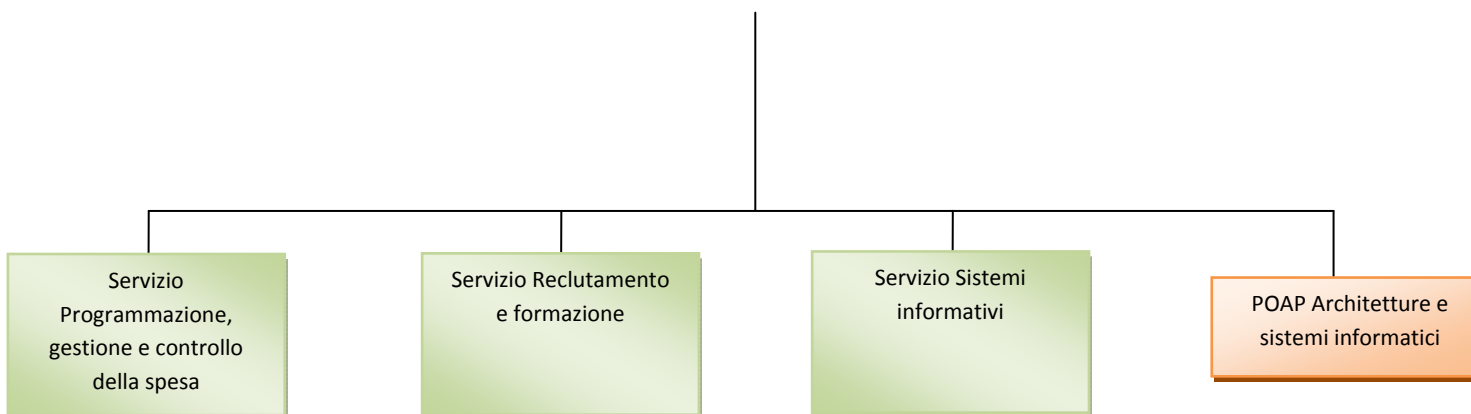 Servizio
Programmazione,
gestione e controllo
della spesa
Servizio Reclutamento
e formazione
Servizio Sistemi
informativi
POAP Architetture e
sistemi informatici